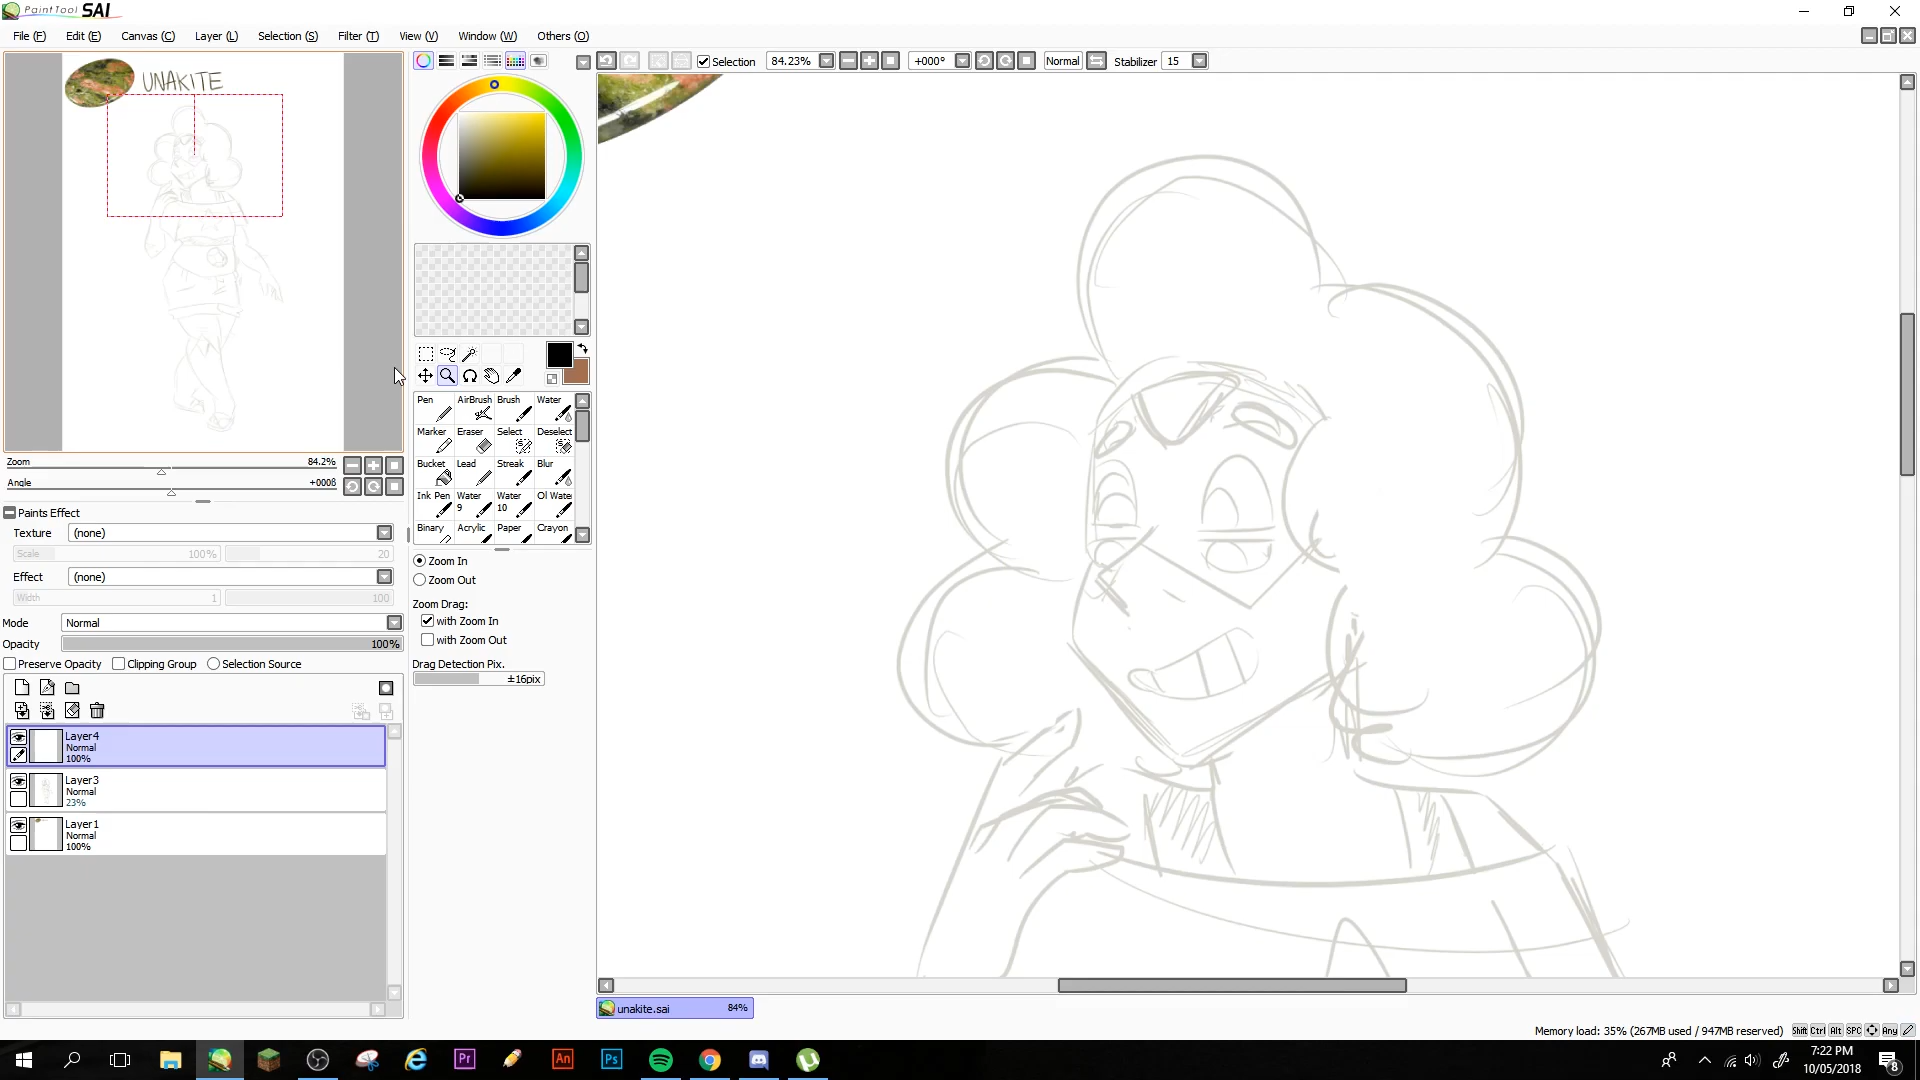 PaintTool SAI
File (F) Edit (E) Canvas (C) Layer (L) Selection (S) Filter (T) View (V) Window (W) Others (O)
Selection 84.23% +000° Normal Stabilizer 15
UNAKITE
Zoom 84.2%
Angle +000ß
Paints Effect
Texture (none)
Scale 100% 20
Effect (none)
Width 1 100
Mode Normal
Opacity 100%
Preserve Opacity Clipping Group Selection Source
Layer4
Normal
100%
Layer3
Normal
23%
Layer1
Normal
100%
Pen AirBrush Brush Water
Marker Eraser Select Deselect
Bucket Lead Streak Blur
Ink Pen Water 9 Water 10 Ol Wate
Binary Acrylic Paper Crayon
Zoom In
Zoom Out
Zoom Drag:
with Zoom In
with Zoom Out
Drag Detection Pix.
±16pix
unakite.sai 84%
Memory load: 35% (267MB used / 947MB reserved) Shift Ctrl Alt SPC Any
Pr An Ps
7:22 PM
10/05/2018
8